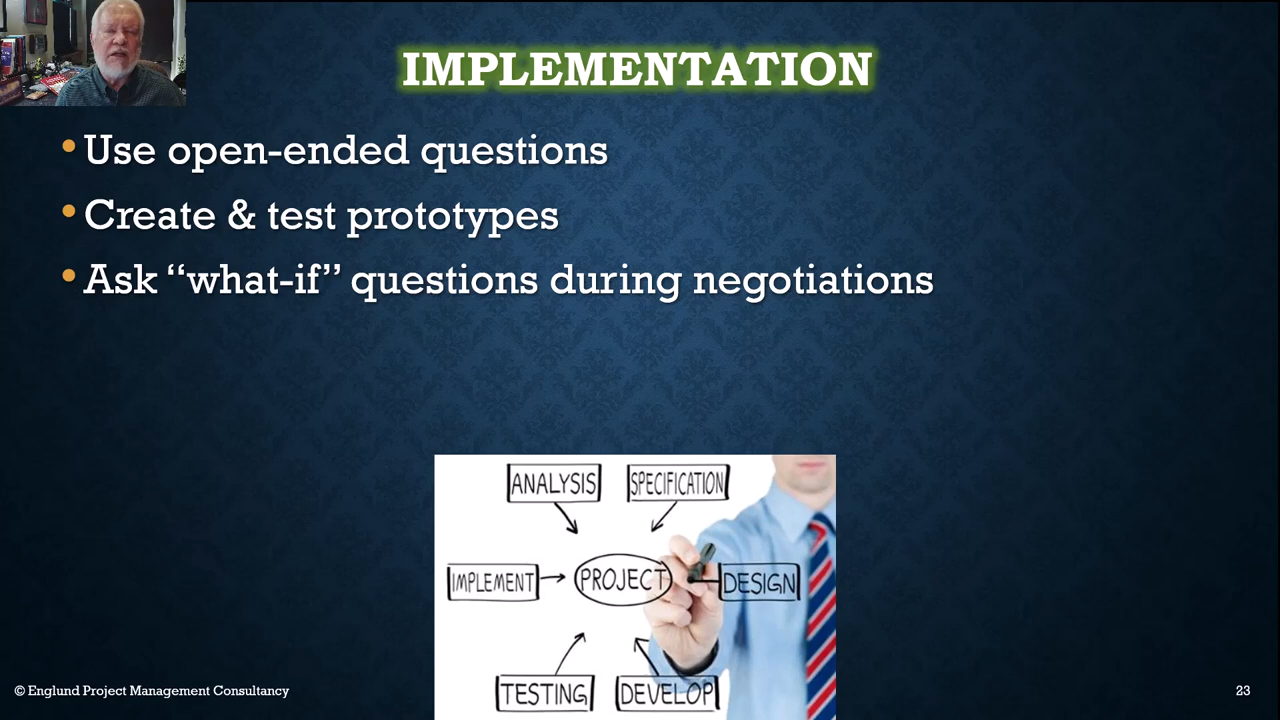 IMPLEMENTATION
• Use open-ended questions
• Create & test prototypes
• Ask “what-if” questions during negotiations
ANALYSIS
SPECIFICATION
IMPLEMENT
PROJECT
DESIGN
TESTING
DEVELOP
© Englund Project Management Consultancy
23